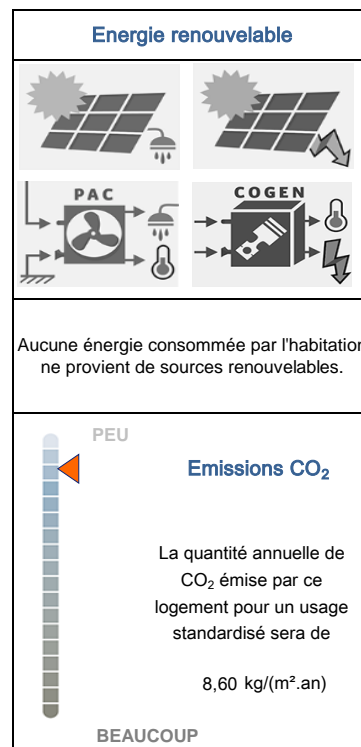 Energie renouvelable
PAC
COGEN
Aucune énergie consommée par l'habitation
ne provient de sources renouvelables.
PEU
Emissions CO₂
La quantité annuelle de
CO₂ émise par ce
logement pour un usage
standardisé sera de
8,60 kg/(m².an)
BEAUCOUP